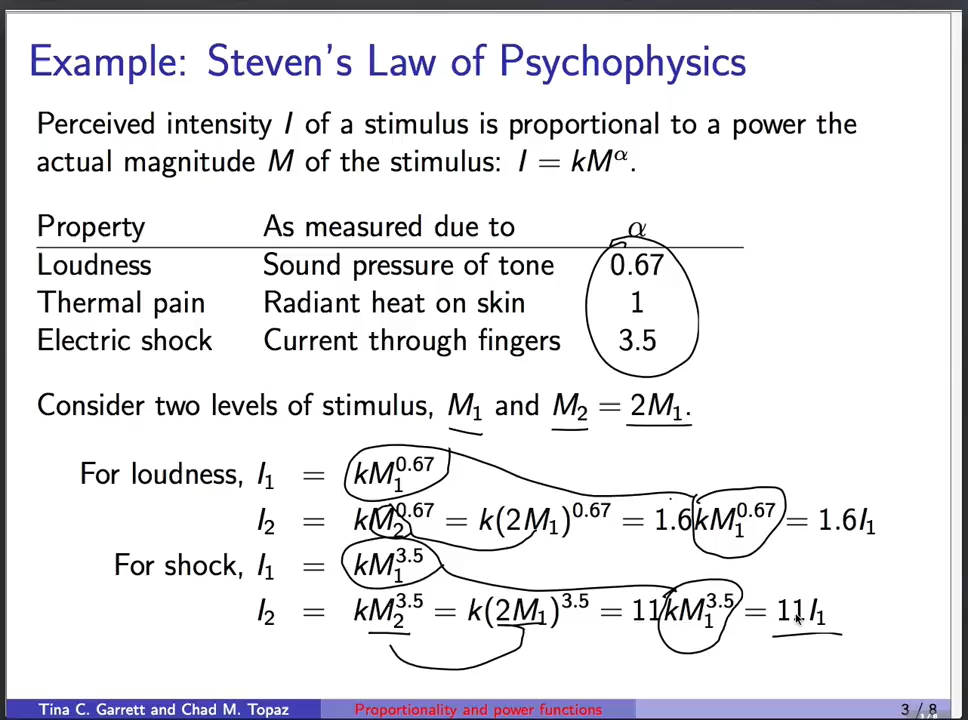 Example: Steven's Law of Psychophysics
Perceived intensity I of a stimulus is proportional to a power the
actual magnitude M of the stimulus: I = kM^α.
Property As measured due to α
Loudness Sound pressure of tone 0.67
Thermal pain Radiant heat on skin 1
Electric shock Current through fingers 3.5
Consider two levels of stimulus, M₁ and M₂ = 2M₁.
For loudness, I₁ = kM₁^0.67
I₂ = kM₂^0.67 = k(2M₁)^0.67 = 1.6kM₁^0.67 = 1.6I₁
For shock, I₁ = kM₁^3.5
I₂ = kM₂^3.5 = k(2M₁)^3.5 = 11kM₁^3.5 = 11I₁
Tina C. Garrett and Chad M. Topaz Proportionality and power functions 3 / 8